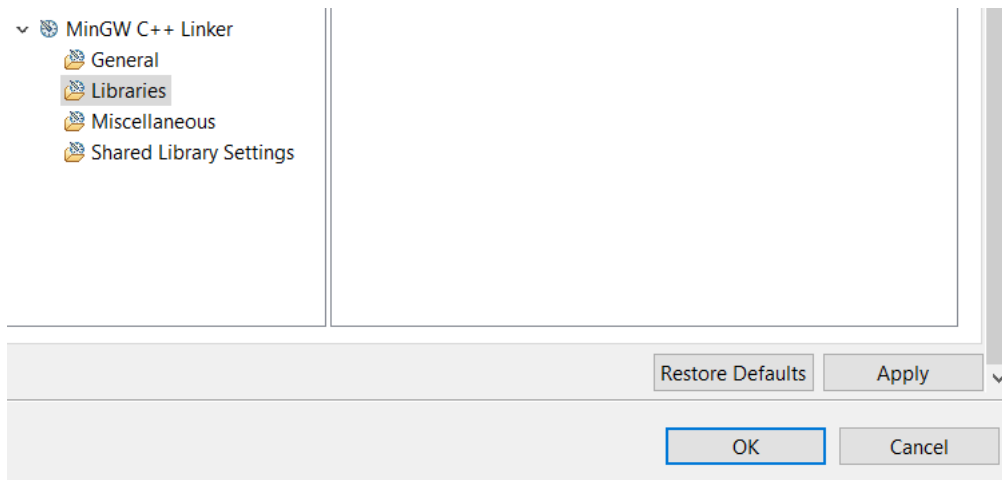 MinGW C++ Linker
General
Libraries
Miscellaneous
Shared Library Settings
Restore Defaults
Apply
OK
Cancel